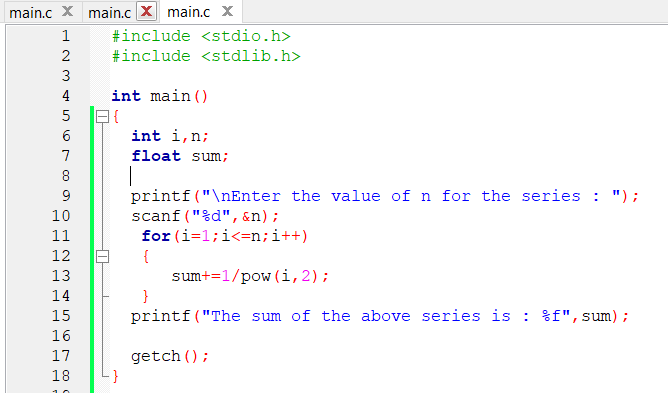 main.c X main.c X main.c X
1 #include <stdio.h>
2 #include <stdlib.h>
3
4 int main()
5 {
6 int i,n;
7 float sum;
8
9 printf("\nEnter the value of n for the series : ");
10 scanf("%d",&n);
11 for(i=1;i<=n;i++)
12 {
13 sum+=1/pow(i,2);
14 }
15 printf("The sum of the above series is : %f",sum);
16
17 getch();
18 }